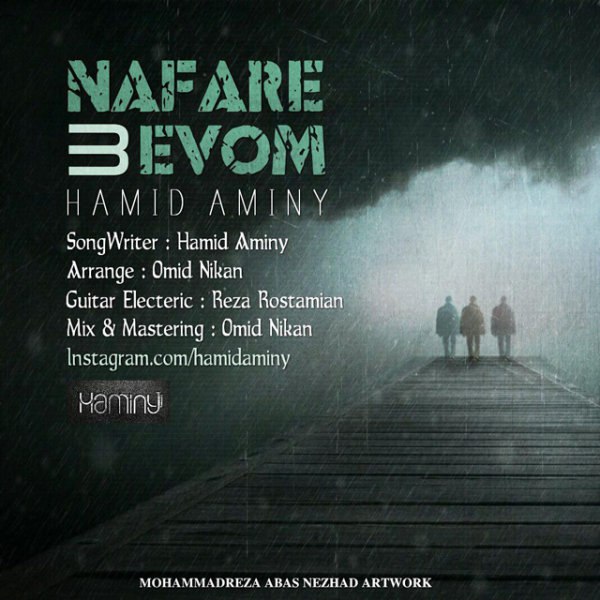 NAFARE
3EVOM
HAMID AMINY
SongWriter : Hamid Aminy
Arrange : Omid Nikan
Guitar Electeric : Reza Rostamian
Mix & Mastering : Omid Nikan
Instagram.com/hamidaminy
Haminy
MOHAMMADREZA ABAS NEZHAD ARTWORK